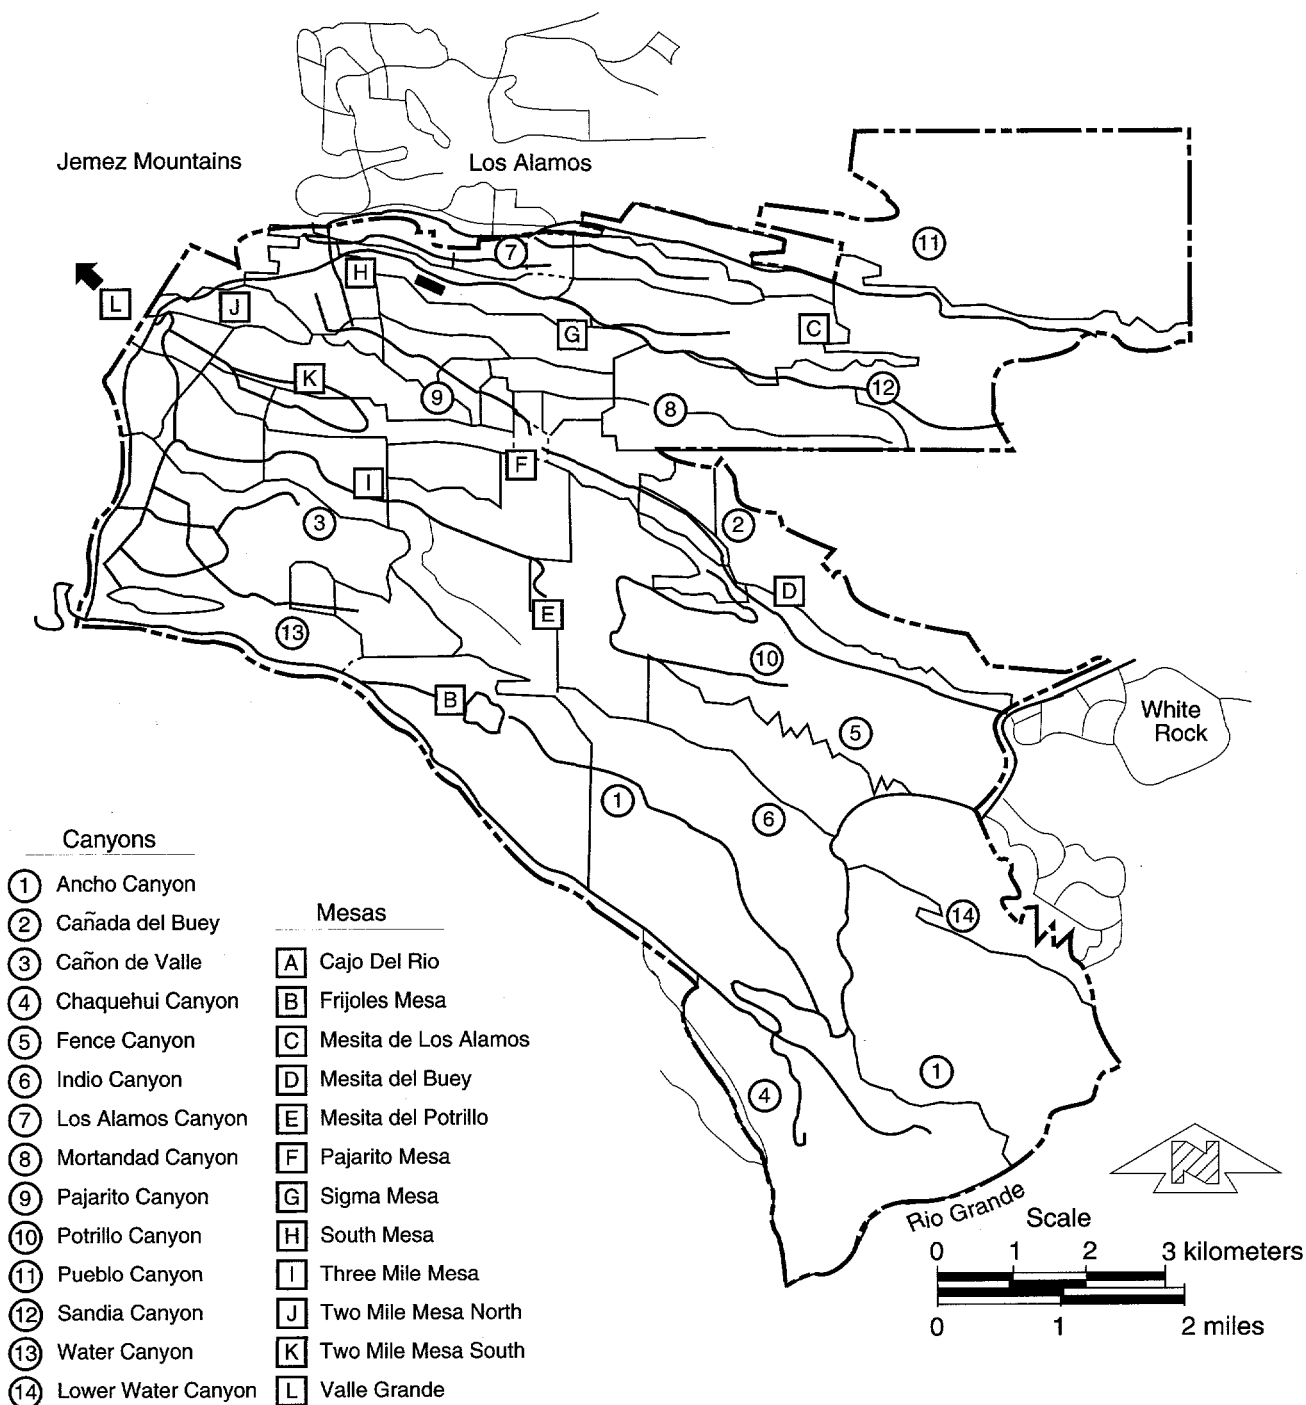 Jemez Mountains
Los Alamos
11
7
H
L
J
G
C
K
9
12
8
F
I
3
2
D
E
13
10
B
White
Rock
5
1
6
14
1
4
Rio Grande
N
Canyons
1 Ancho Canyon
2 Cañada del Buey
3 Cañon de Valle
4 Chaquehui Canyon
5 Fence Canyon
6 Indio Canyon
7 Los Alamos Canyon
8 Mortandad Canyon
9 Pajarito Canyon
10 Potrillo Canyon
11 Pueblo Canyon
12 Sandia Canyon
13 Water Canyon
14 Lower Water Canyon
Mesas
A Cajo Del Rio
B Frijoles Mesa
C Mesita de Los Alamos
D Mesita del Buey
E Mesita del Potrillo
F Pajarito Mesa
G Sigma Mesa
H South Mesa
I Three Mile Mesa
J Two Mile Mesa North
K Two Mile Mesa South
L Valle Grande
Scale
0 1 2 3 kilometers
0 1 2 miles